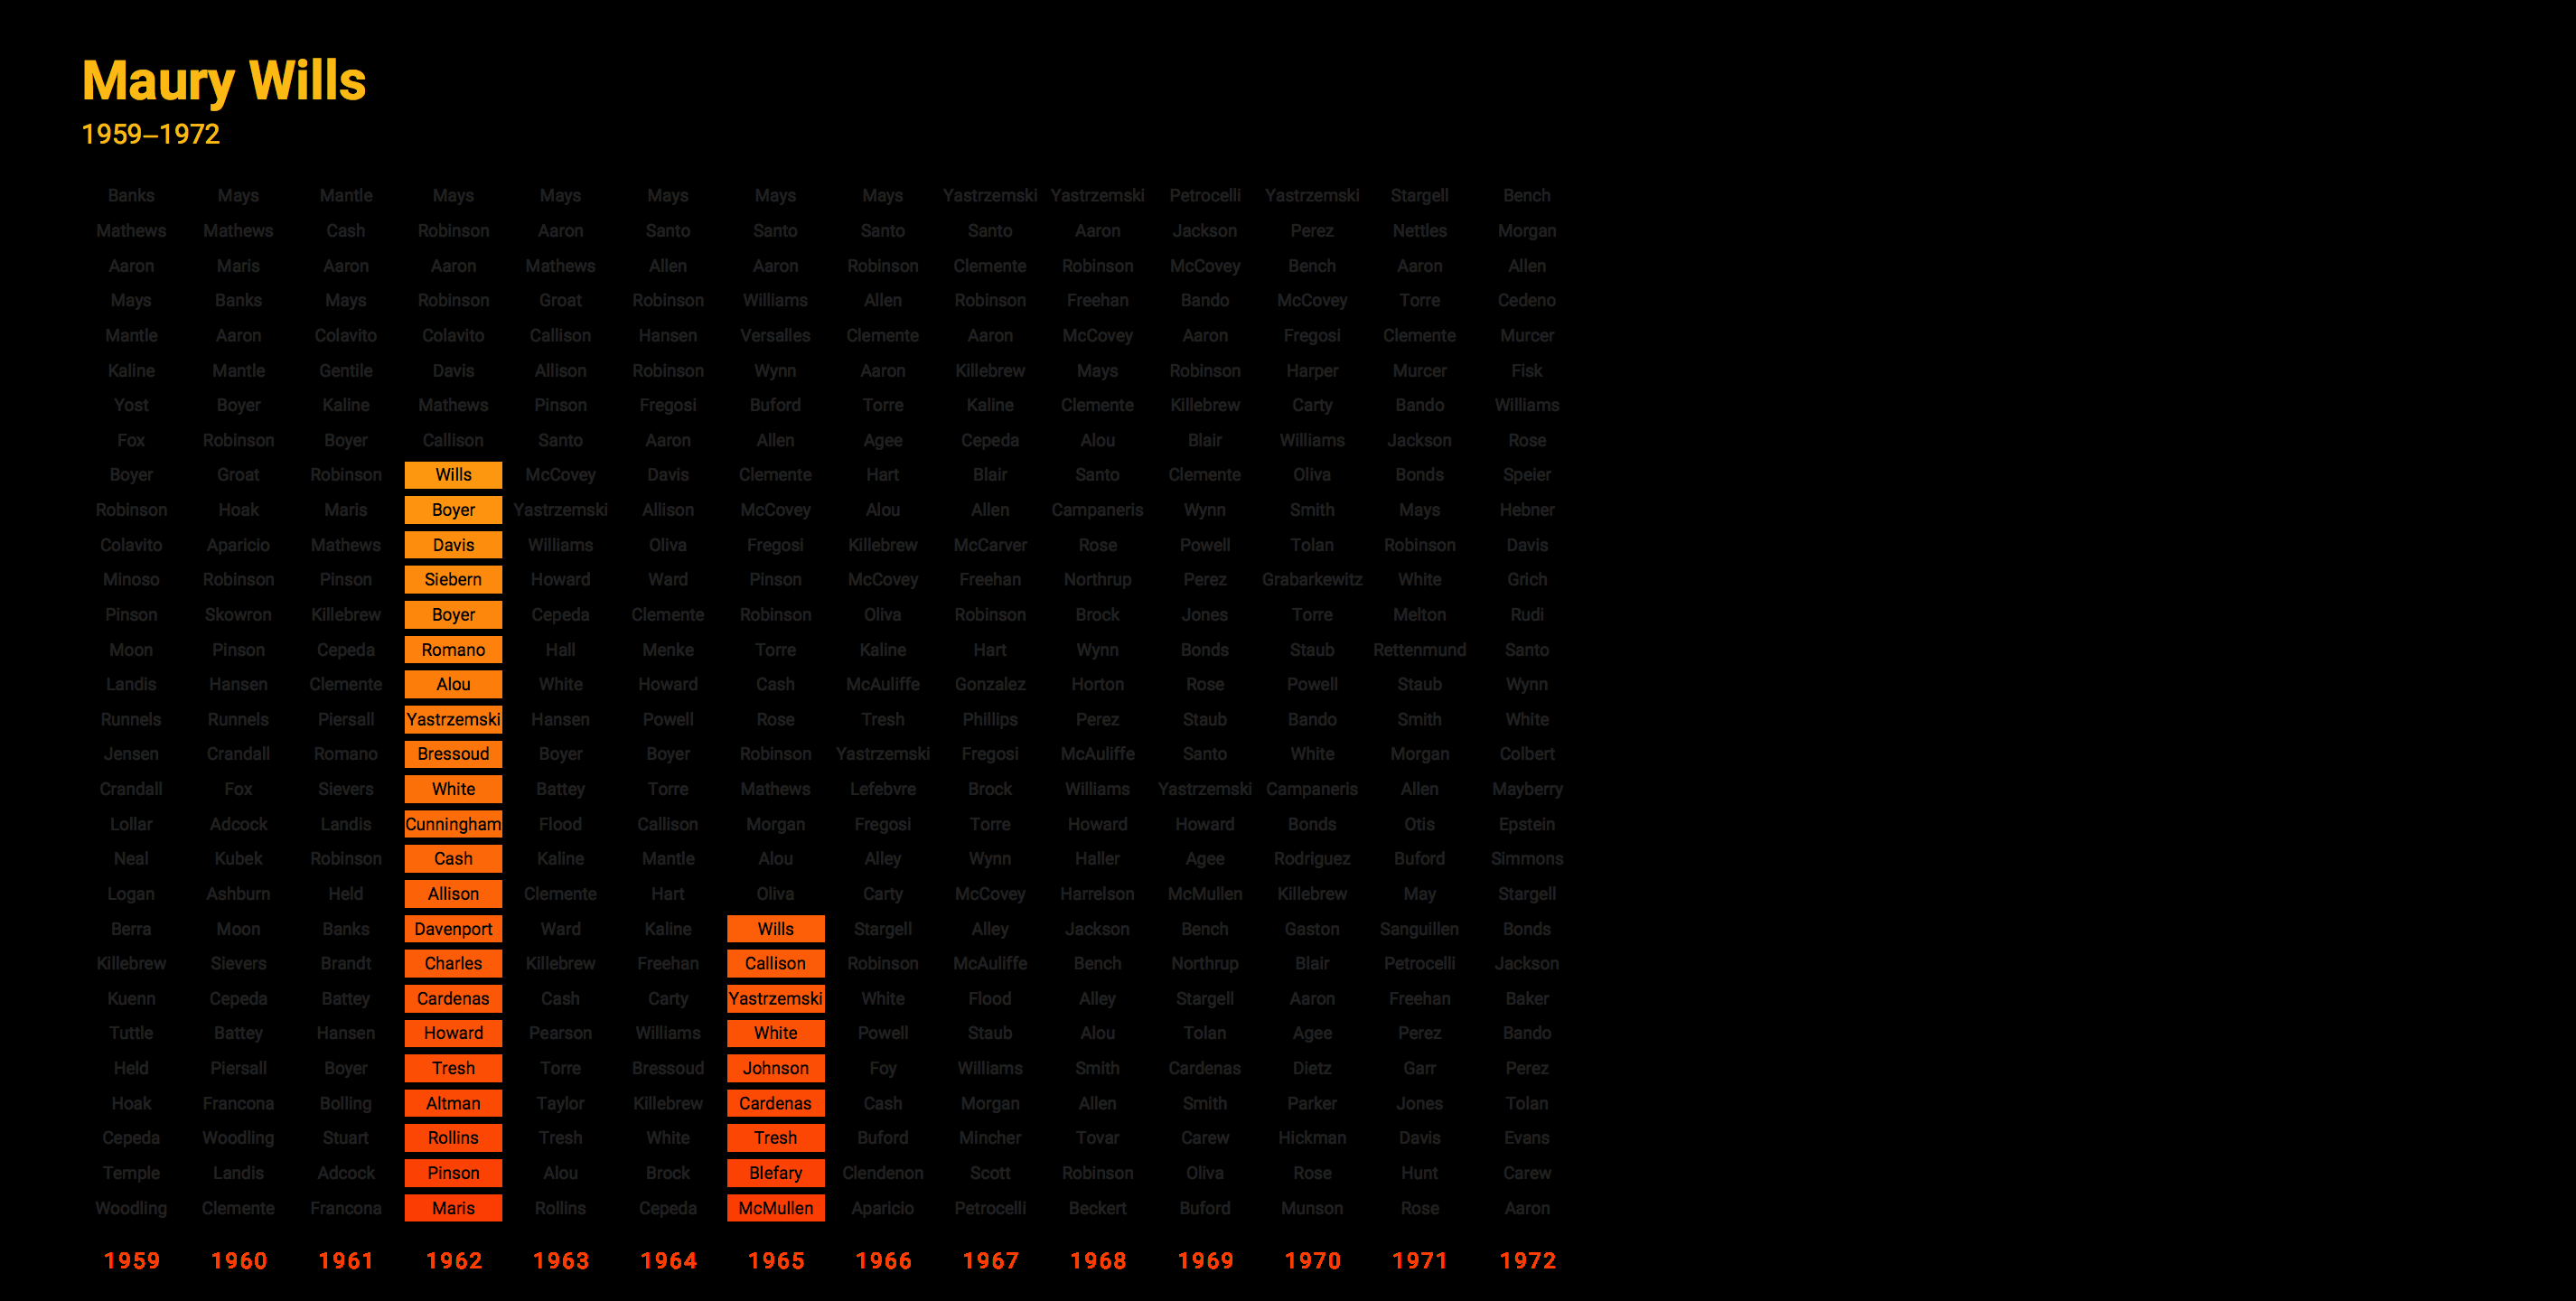 Maury Wills
1959–1972
Banks Mays Mantle Mays Mays Mays Mays Mays Yastrzemski Yastrzemski Petrocelli Yastrzemski Stargell Bench
Mathews Mathews Cash Robinson Aaron Santo Santo Santo Santo Aaron Jackson Perez Nettles Morgan
Aaron Maris Aaron Aaron Mathews Allen Aaron Robinson Clemente Robinson McCovey Bench Aaron Allen
Mays Banks Mays Robinson Groat Robinson Williams Allen Robinson Freehan Bando McCovey Torre Cedeno
Mantle Aaron Colavito Colavito Callison Hansen Versalles Clemente Aaron McCovey Aaron Fregosi Clemente Murcer
Kaline Mantle Gentile Davis Allison Robinson Wynn Aaron Killebrew Mays Robinson Harper Murcer Fisk
Yost Boyer Kaline Mathews Pinson Fregosi Buford Torre Kaline Clemente Killebrew Carty Bando Williams
Fox Robinson Boyer Callison Santo Aaron Allen Agee Cepeda Alou Blair Williams Jackson Rose
Boyer Groat Robinson Wills McCovey Davis Clemente Hart Blair Santo Clemente Oliva Bonds Speier
Robinson Hoak Maris Boyer Yastrzemski Allison McCovey Alou Allen Campaneris Wynn Smith Mays Hebner
Colavito Aparicio Mathews Davis Williams Oliva Fregosi Killebrew McCarver Rose Powell Tolan Robinson Davis
Minoso Robinson Pinson Siebern Howard Ward Pinson McCovey Freehan Northrup Perez Grabarkewitz White Grich
Pinson Skowron Killebrew Boyer Cepeda Clemente Robinson Oliva Robinson Brock Jones Torre Melton Rudi
Moon Pinson Cepeda Romano Hall Menke Torre Kaline Hart Wynn Bonds Staub Rettenmund Santo
Landis Hansen Clemente Alou White Howard Cash McAuliffe Gonzalez Horton Rose Powell Staub Wynn
Runnels Runnels Piersall Yastrzemski Hansen Powell Rose Tresh Phillips Perez Staub Bando Smith White
Jensen Crandall Romano Bressoud Boyer Boyer Robinson Yastrzemski Fregosi McAuliffe Santo White Morgan Colbert
Crandall Fox Sievers White Battey Torre Mathews Lefebvre Brock Williams Yastrzemski Campaneris Allen Mayberry
Lollar Adcock Landis Cunningham Flood Callison Morgan Fregosi Torre Howard Howard Bonds Otis Epstein
Neal Kubek Robinson Cash Kaline Mantle Alou Alley Wynn Haller Agee Rodriguez Buford Simmons
Logan Ashburn Held Allison Clemente Hart Oliva Carty McCovey Harrelson McMullen Killebrew May Stargell
Berra Moon Banks Davenport Ward Kaline Wills Stargell Alley Jackson Bench Gaston Sanguillen Bonds
Killebrew Sievers Brandt Charles Killebrew Freehan Callison Robinson McAuliffe Bench Northrup Blair Petrocelli Jackson
Kuenn Cepeda Battey Cardenas Cash Carty Yastrzemski White Flood Alley Stargell Aaron Freehan Baker
Tuttle Battey Hansen Howard Pearson Williams White Powell Staub Alou Tolan Agee Perez Bando
Held Piersall Boyer Tresh Torre Bressoud Johnson Foy Williams Smith Cardenas Dietz Garr Perez
Hoak Francona Bolling Altman Taylor Killebrew Cardenas Cash Morgan Allen Smith Parker Jones Tolan
Cepeda Woodling Stuart Rollins Tresh White Tresh Buford Mincher Tovar Carew Hickman Davis Evans
Temple Landis Adcock Pinson Alou Brock Blefary Clendenon Scott Robinson Oliva Rose Hunt Carew
Woodling Clemente Francona Maris Rollins Cepeda McMullen Aparicio Petrocelli Beckert Buford Munson Rose Aaron
1959 1960 1961 1962 1963 1964 1965 1966 1967 1968 1969 1970 1971 1972